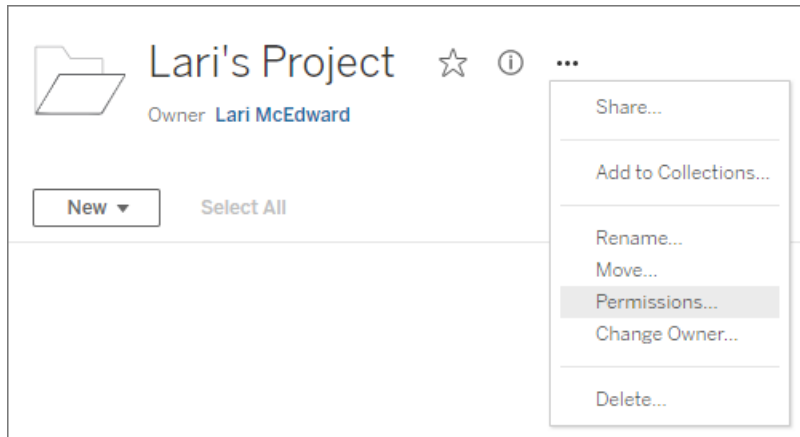 Lari's Project
Owner Lari McEdward
New
Select All
Share...
Add to Collections...
Rename...
Move...
Permissions...
Change Owner...
Delete...